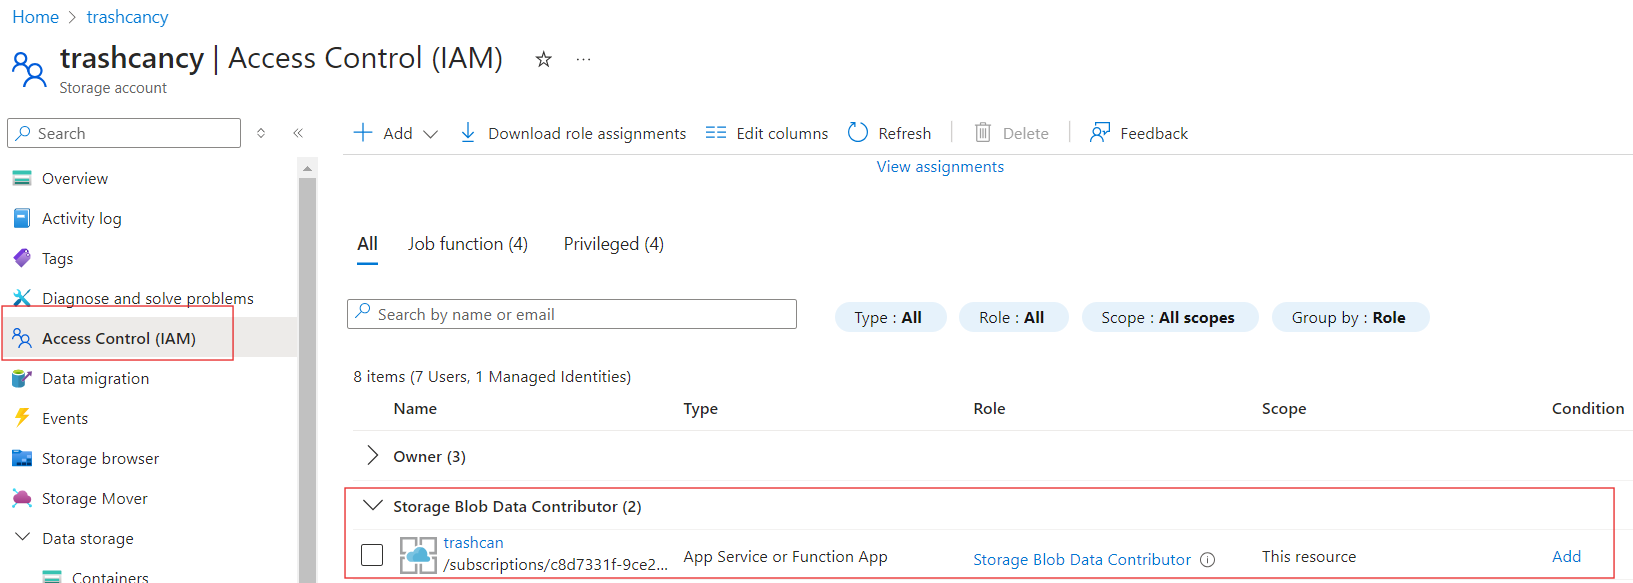 Home > trashcancy
trashcancy | Access Control (IAM) ☆ ...
Storage account
Search
Add
Download role assignments
Edit columns
Refresh
Delete
Feedback
View assignments
Overview
Activity log
Tags
Diagnose and solve problems
Access Control (IAM)
Data migration
Events
Storage browser
Storage Mover
Data storage
Containers
All
Job function (4)
Privileged (4)
Search by name or email
Type : All
Role : All
Scope : All scopes
Group by : Role
8 items (7 Users, 1 Managed Identities)
Name Type Role Scope Condition
Owner (3)
Storage Blob Data Contributor (2)
trashcan
/subscriptions/c8d7331f-9ce2...
App Service or Function App
Storage Blob Data Contributor
This resource
Add